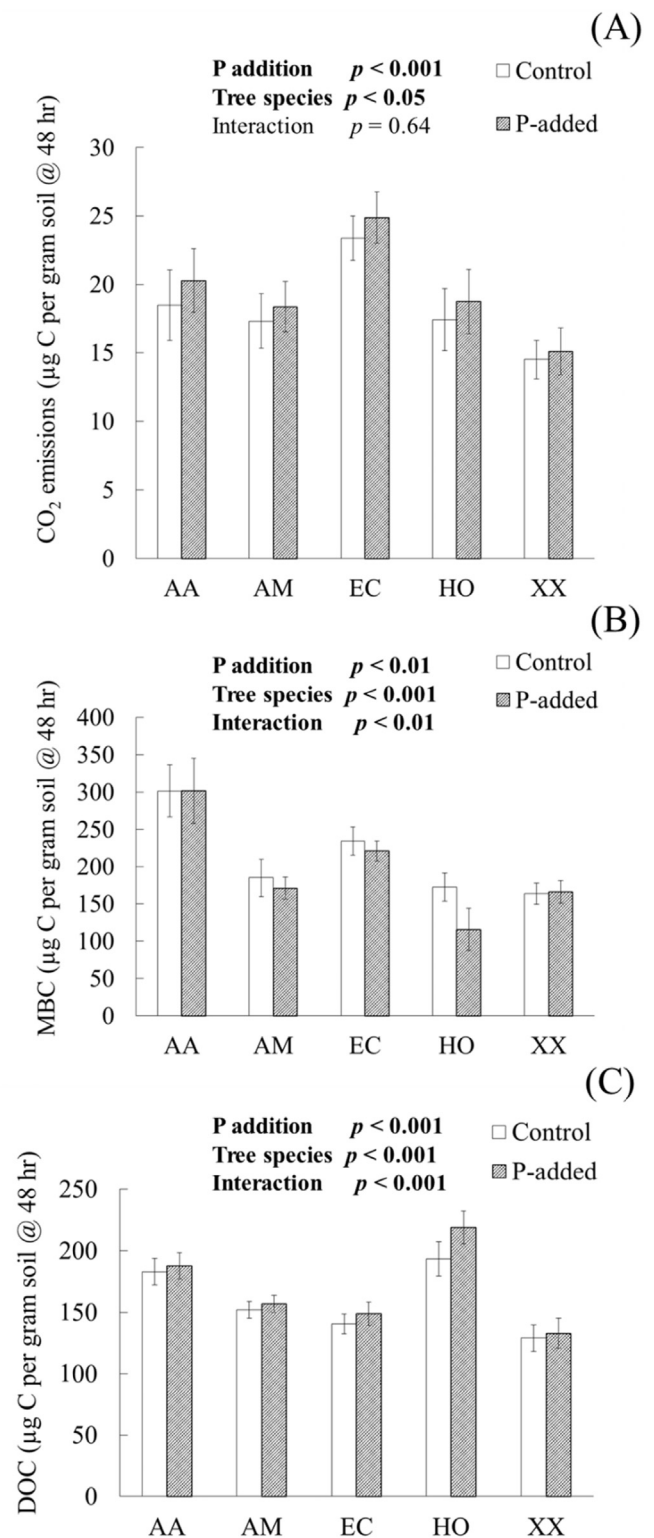 (A)
P addition p < 0.001
Tree species p < 0.05
Interaction p = 0.64
Control
P-added
CO₂ emissions (µg C per gram soil @ 48 hr)
30
25
20
15
10
5
0
AA AM EC HO XX
(B)
P addition p < 0.01
Tree species p < 0.001
Interaction p < 0.01
Control
P-added
MBC (µg C per gram soil @ 48 hr)
400
350
300
250
200
150
100
50
0
AA AM EC HO XX
(C)
P addition p < 0.001
Tree species p < 0.001
Interaction p < 0.001
Control
P-added
DOC (µg C per gram soil @ 48 hr)
250
200
150
100
50
0
AA AM EC HO XX